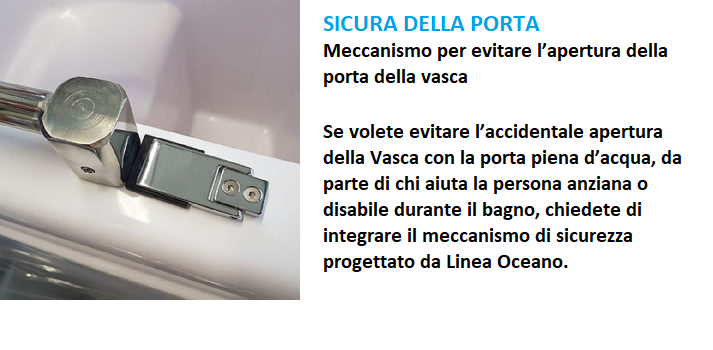 SICURA DELLA PORTA
Meccanismo per evitare l’apertura della
porta della vasca
Se volete evitare l’accidentale apertura
della Vasca con la porta piena d’acqua, da
parte di chi aiuta la persona anziana o
disabile durante il bagno, chiedete di
integrare il meccanismo di sicurezza
progettato da Linea Oceano.